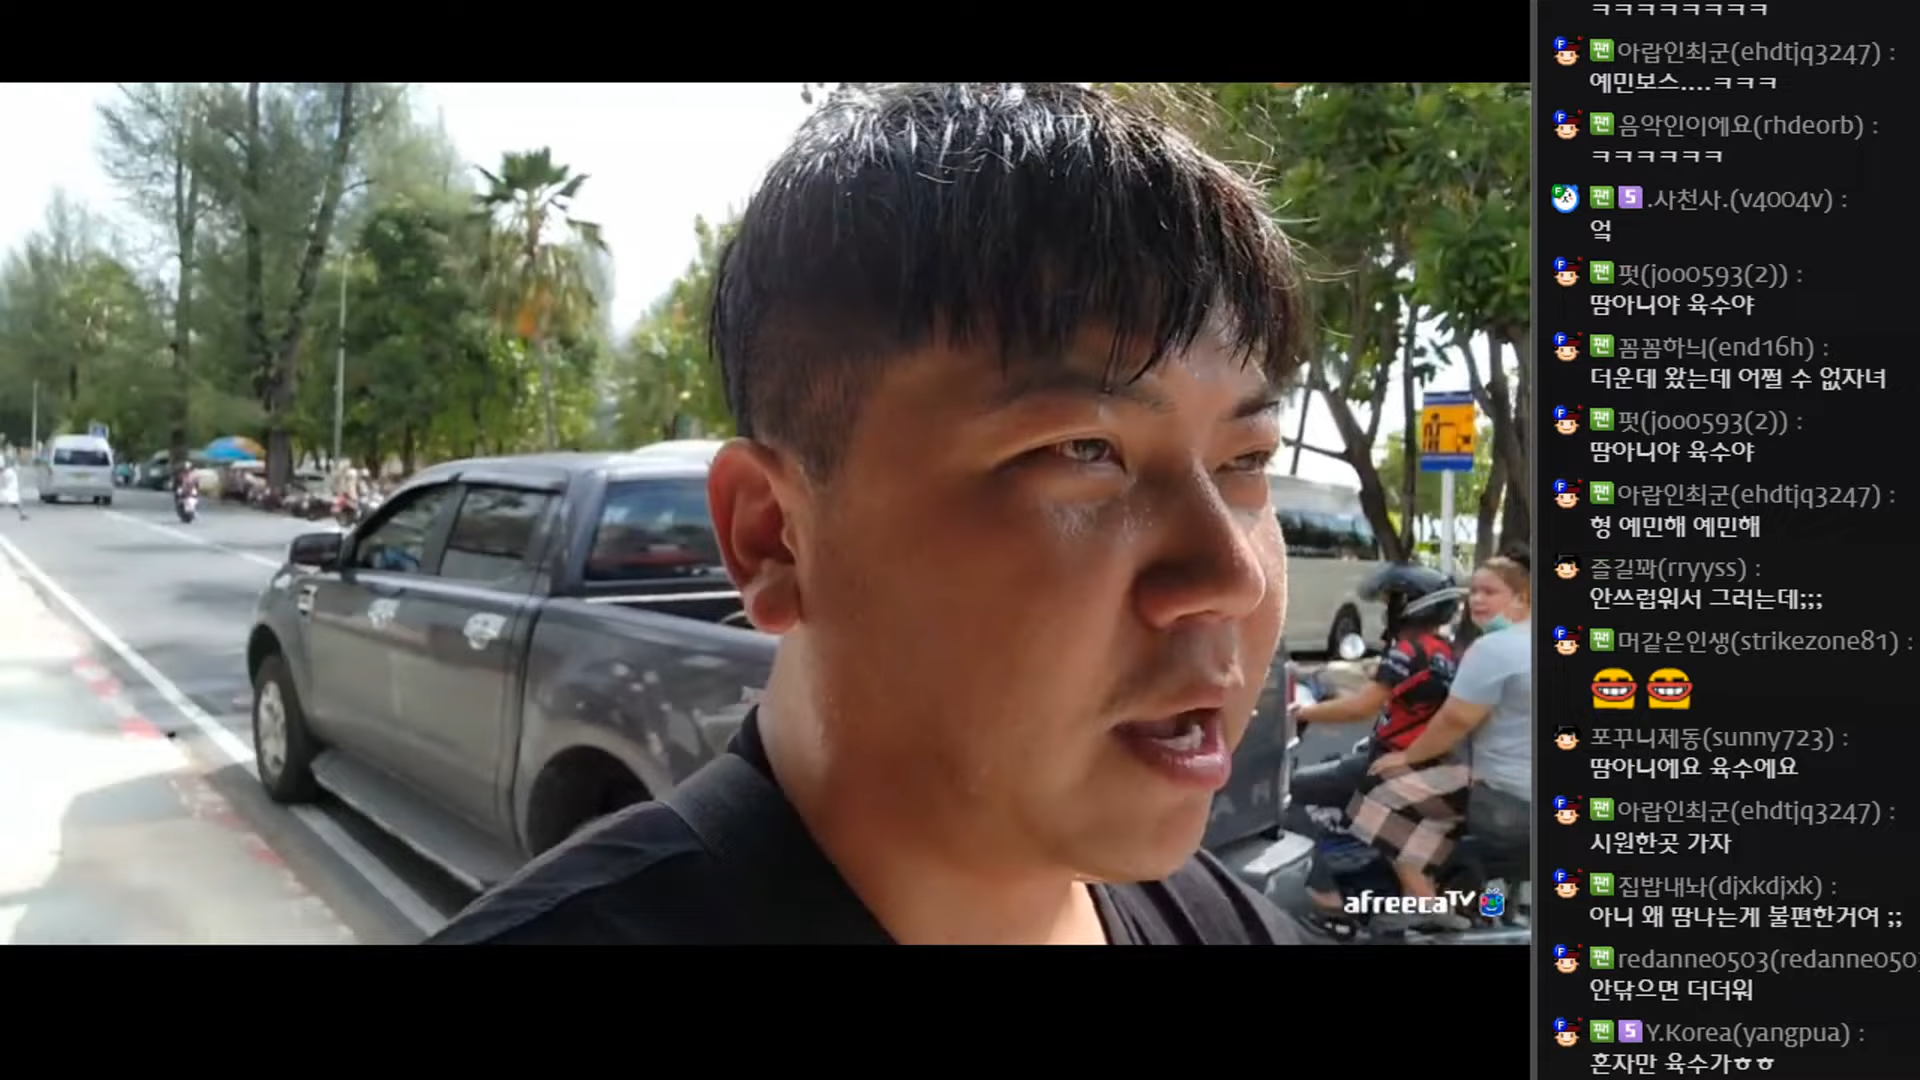 ㅋㅋㅋㅋㅋㅋㅋㅋ
팬 아랍인최군(ehdtjq3247) :
예민보스....ㅋㅋㅋ
팬 음악인이에요(rhdeorb) :
ㅋㅋㅋㅋㅋㅋ
팬 S .사천사.(v4004v) :
엌
팬 펏(joo0593(2)) :
땀아니야 육수야
팬 꼼꼼하늬(end16h) :
더운데 왔는데 어쩔 수 없자녀
팬 펏(joo0593(2)) :
땀아니야 육수야
팬 아랍인최군(ehdtjq3247) :
형 예민해 예민해
즐길꽈(rryyss) :
안쓰럽워서 그러는데;;;
팬 머같은인생(strikezone81) :
포꾸니제동(sunny723) :
땀아니에요 육수에요
팬 아랍인최군(ehdtjq3247) :
시원한곳 가자
팬 집밥내놔(djxkdjxk) :
아니 왜 땀나는게 불편한거여 ;;
팬 redanne0503(redanne050
안닦으면 더더워
팬 S Y.Korea(yangpua) :
혼자만 육수가ㅎㅎ
afreecaTV